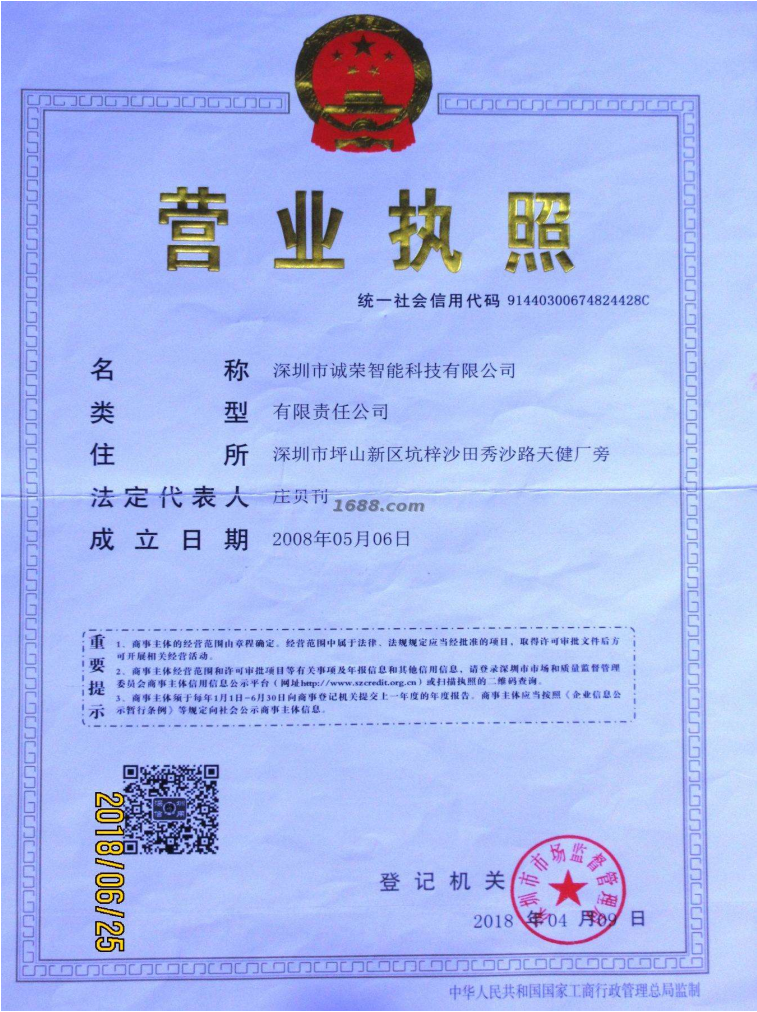 营业执照
统一社会信用代码 91440300674824428C
名称 深圳市诚荣智能科技有限公司
类型 有限责任公司
住所 深圳市坪山新区坑梓沙田秀沙路天健厂旁
法定代表人 庄贝刊
1688.com
成立日期 2008年05月06日
重要提示
1、商事主体的经营范围由章程确定。经营范围中属于法律、法规规定应当经批准的项目，取得许可审批文件后方
可开展相关经营活动。
2、商事主体经营范围和许可审批项目等有关事项及年报信息和其他信用信息，请登录深圳市市场和质量监督管理
委员会商事主体信用信息公示平台（网址http://www.szcredit.org.cn）或扫描执照的二维码查询。
3、商事主体须于每年1月1日-6月30日向商事登记机关提交上一年度的年度报告。商事主体应当按照《企业信息公
示暂行条例》等规定向社会公示商事主体信息。
2018/06/25
登记机关
深圳市市场监督管理局
2018 年 04 月 09 日
中华人民共和国国家工商行政管理总局监制